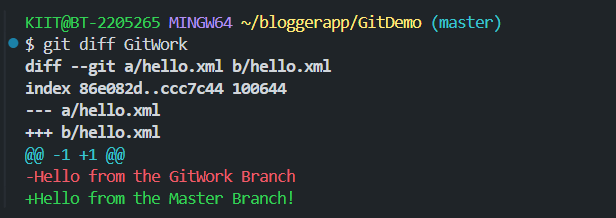 KIIT@BT-2205265 MINGW64 ~/bloggerapp/GitDemo (master)
$ git diff GitWork
diff --git a/hello.xml b/hello.xml
index 86e082d..ccc7c44 100644
--- a/hello.xml
+++ b/hello.xml
@@ -1 +1 @@
-Hello from the GitWork Branch
+Hello from the Master Branch!